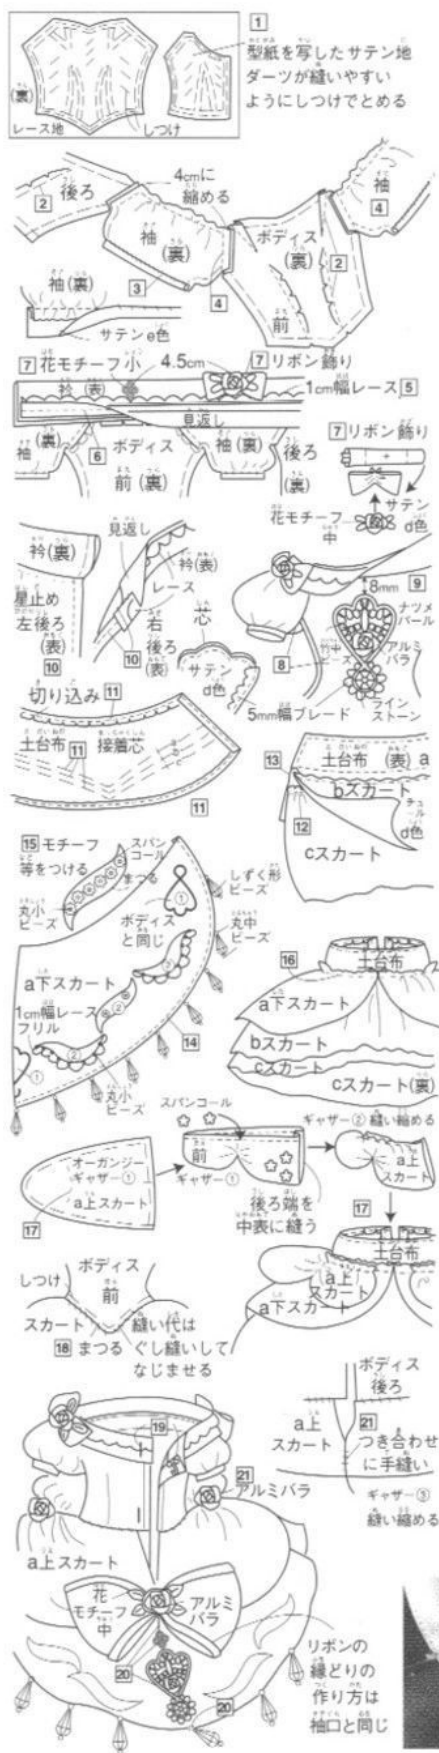 1
型紙を写したサテン地
ダーツが縫いやすい
ようにしつけでとめる
(裏)
レース地
しつけ
2 後ろ
4cmに
縮める
袖
(裏)
3
4
ボディス
(裏)
2
前
袖
4
袖(裏)
サテンe色
7 花モチーフ小
4.5cm
7 リボン飾り
衿(表)
1cm幅レース 5
見返し
袖(裏)
6
ボディス
前(裏)
袖(裏)
後ろ
(裏)
7 リボン飾り
サテン
d色
花モチーフ
中
衿(裏)
星止め
左後ろ
(表)
10
見返し
衿(表)
レース
10
右
後ろ
(表)
芯
サテン
d色
8mm
9
ナツメ
パール
竹中
ビーズ
アルミ
バラ
8
5mm幅ブレード
ライン
ストーン
切り込み 11
土台布
接着芯
11
11
13
土台布(表) a
bスカート
12
チュール
d色
cスカート
15 モチーフ
等をつける
スパン
コール
まつる
丸小
ビーズ
しずく形
ビーズ
丸中
ビーズ
①
ボディス
と同じ
a下スカート
1cm幅レース
フリル
①
②
②
丸小
ビーズ
14
16
土台布
a下スカート
bスカート
cスカート
cスカート(裏)
スパンコール
オーガンジー
ギャザー①
a上スカート
17
前
ギャザー①
後ろ端を
中表に縫う
ギャザー② 縫い縮める
a上
スカート
17
土台布
a上
スカート
a下スカート
ボディス
前
しつけ
スカート
縫い代は
18 まつる
ぐし縫いして
なじませる
ボディス
後ろ
a上
スカート
21
つき合わせ
に手縫い
ギャザー③
縫い縮める
19
21
アルミバラ
a上スカート
花
モチーフ
中
アルミ
バラ
20
20
リボンの
縁どりの
作り方は
袖口と同じ